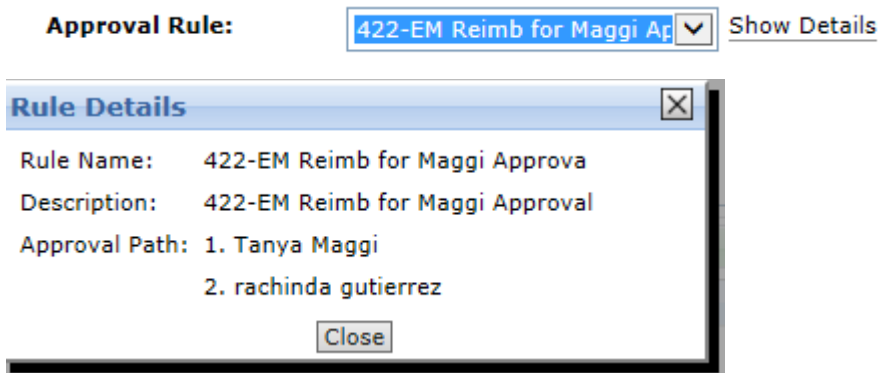 Approval Rule: 422-EM Reimb for Maggi Ap Show Details
Rule Details
Rule Name: 422-EM Reimb for Maggi Approva
Description: 422-EM Reimb for Maggi Approval
Approval Path: 1. Tanya Maggi
2. rachinda gutierrez
Close